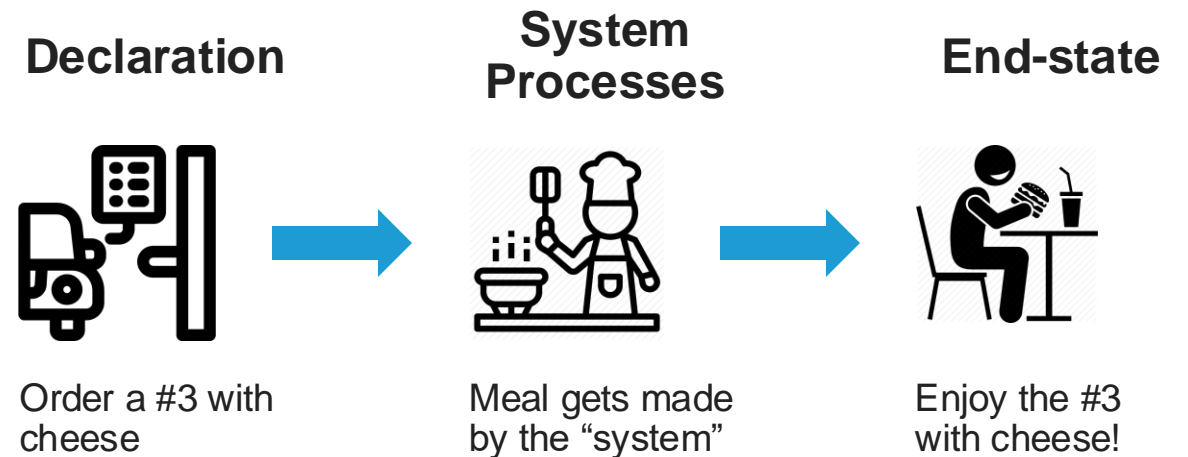 Declaration
System
Processes
End-state
Order a #3 with
cheese
Meal gets made
by the “system”
Enjoy the #3
with cheese!